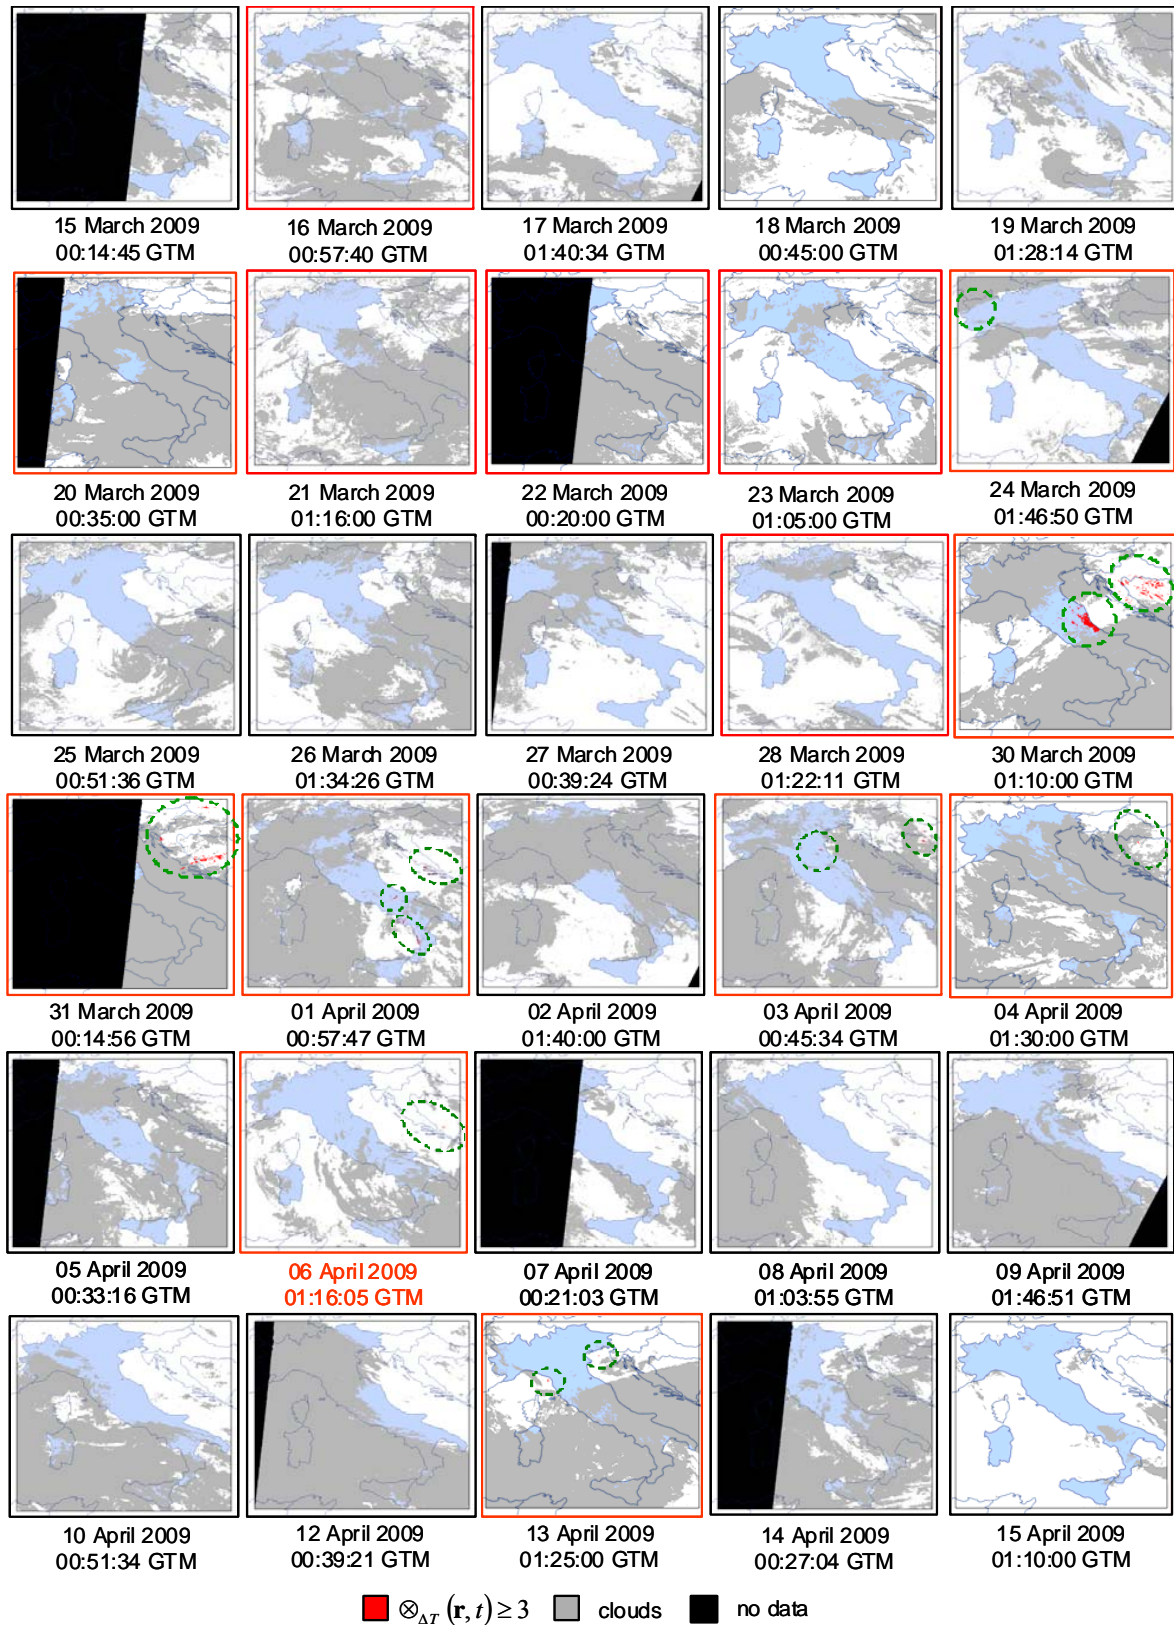 15 March 2009
00:14:45 GTM
16 March 2009
00:57:40 GTM
17 March 2009
01:40:34 GTM
18 March 2009
00:45:00 GTM
19 March 2009
01:28:14 GTM
20 March 2009
00:35:00 GTM
21 March 2009
01:16:00 GTM
22 March 2009
00:20:00 GTM
23 March 2009
01:05:00 GTM
24 March 2009
01:46:50 GTM
25 March 2009
00:51:36 GTM
26 March 2009
01:34:26 GTM
27 March 2009
00:39:24 GTM
28 March 2009
01:22:11 GTM
30 March 2009
01:10:00 GTM
31 March 2009
00:14:56 GTM
01 April 2009
00:57:47 GTM
02 April 2009
01:40:00 GTM
03 April 2009
00:45:34 GTM
04 April 2009
01:30:00 GTM
05 April 2009
00:33:16 GTM
06 April 2009
01:16:05 GTM
07 April 2009
00:21:03 GTM
08 April 2009
01:03:55 GTM
09 April 2009
01:46:51 GTM
10 April 2009
00:51:34 GTM
12 April 2009
00:39:21 GTM
13 April 2009
01:25:00 GTM
14 April 2009
00:27:04 GTM
15 April 2009
01:10:00 GTM
⊗ΔT (r, t) ≥ 3 clouds no data